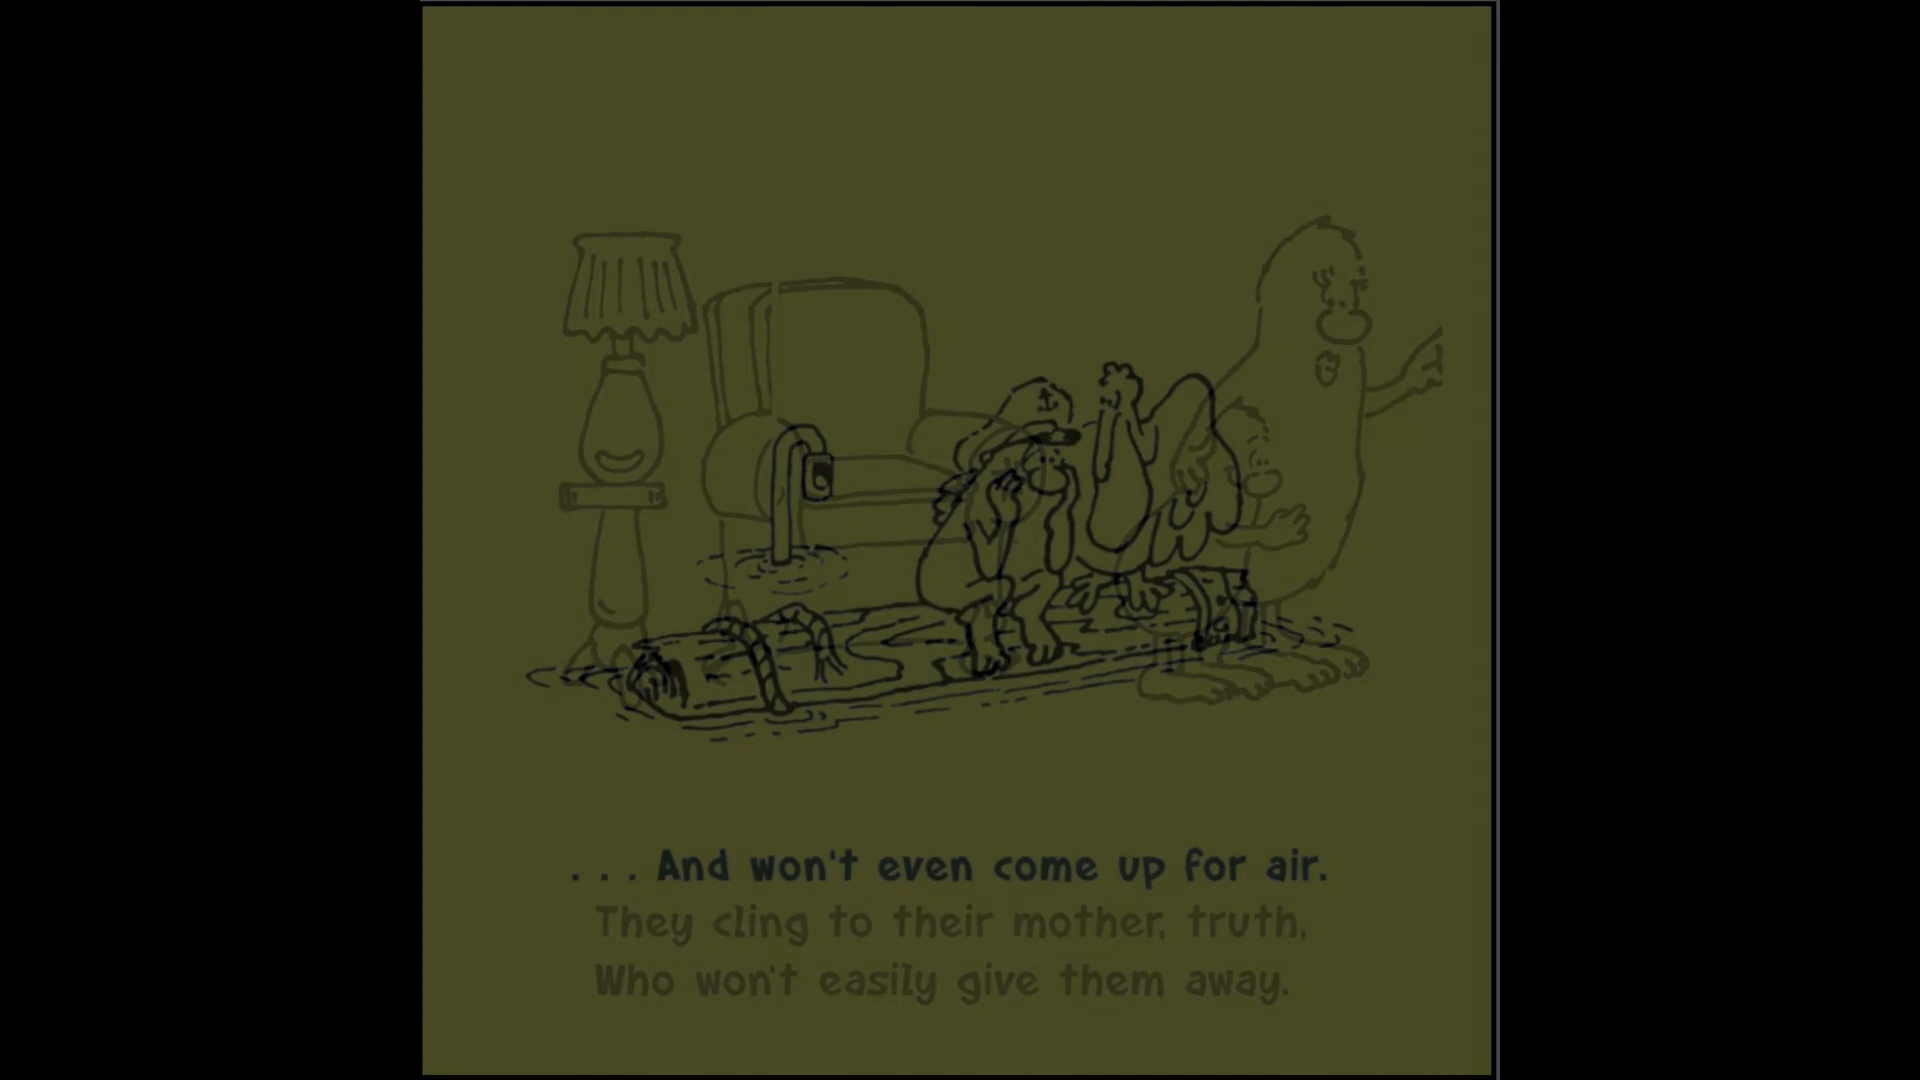 . . . And won't even come up for air.
They cling to their mother, truth,
Who won't easily give them away.